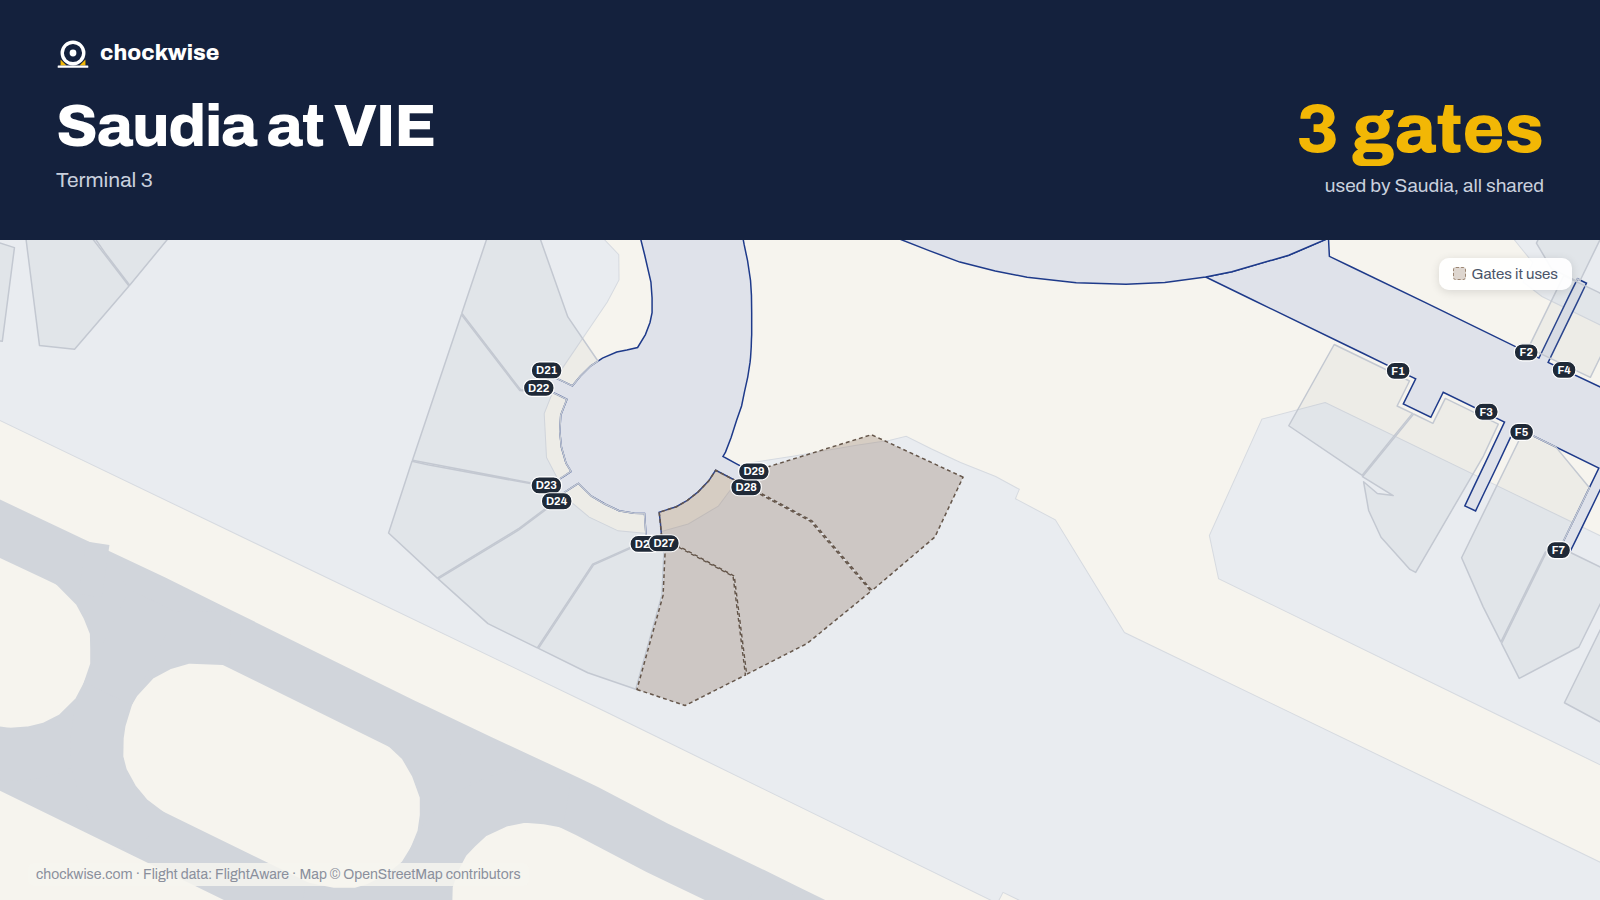 chockwise
Saudia at VIE
Terminal 3
3 gates
used by Saudia, all shared
Gates it uses
D21
D22
D23
D24
D27
D29
D28
F1
F2
F4
F3
F5
F7
chockwise.com · Flight data: FlightAware · Map © OpenStreetMap contributors